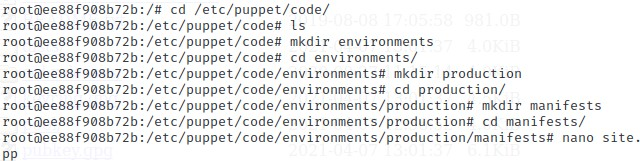 root@ee88f908b72b:/# cd /etc/puppet/code/
root@ee88f908b72b:/etc/puppet/code# ls
root@ee88f908b72b:/etc/puppet/code# mkdir environments
root@ee88f908b72b:/etc/puppet/code# cd environments/
root@ee88f908b72b:/etc/puppet/code/environments# mkdir production
root@ee88f908b72b:/etc/puppet/code/environments# cd production/
root@ee88f908b72b:/etc/puppet/code/environments/production# mkdir manifests
root@ee88f908b72b:/etc/puppet/code/environments/production# cd manifests/
root@ee88f908b72b:/etc/puppet/code/environments/production/manifests# nano site.
pp